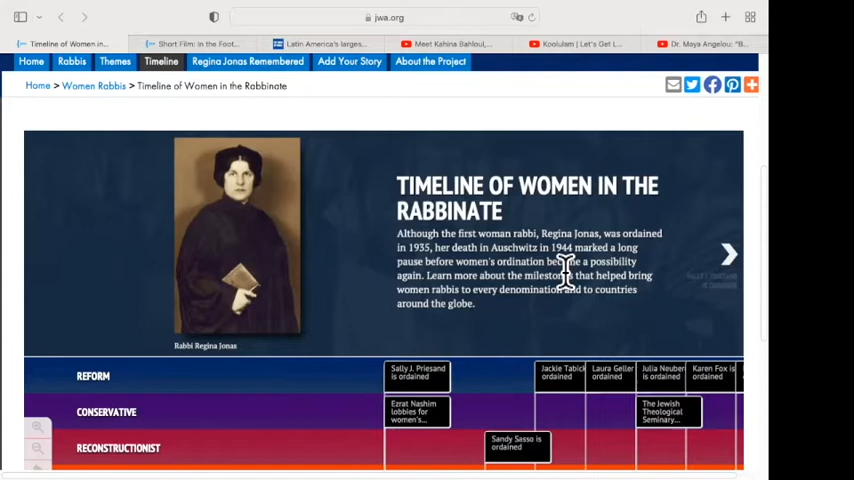 jwa.org
Timeline of Women in...
Short Film: In the Foot...
Latin America's larges...
Meet Kahina Bahloul,...
Koolulam | Let's Get L...
Dr. Maya Angelou: "B...
Home
Rabbis
Themes
Timeline
Regina Jonas Remembered
Add Your Story
About the Project
Home > Women Rabbis > Timeline of Women in the Rabbinate
TIMELINE OF WOMEN IN THE
RABBINATE
Although the first woman rabbi, Regina Jonas, was ordained
in 1935, her death in Auschwitz in 1944 marked a long
pause before women's ordination became a possibility
again. Learn more about the milestones that helped bring
women rabbis to every denomination and to countries
around the globe.
Rabbi Regina Jonas
REFORM
Sally J. Priesand
is ordained
Jackie Tabick
ordained
Laura Geller
ordained
Julia Neuber
is ordained
Karen Fox is
ordained
CONSERVATIVE
Ezrat Nashim
lobbies for
women's...
The Jewish
Theological
Seminary...
RECONSTRUCTIONIST
Sandy Sasso is
ordained